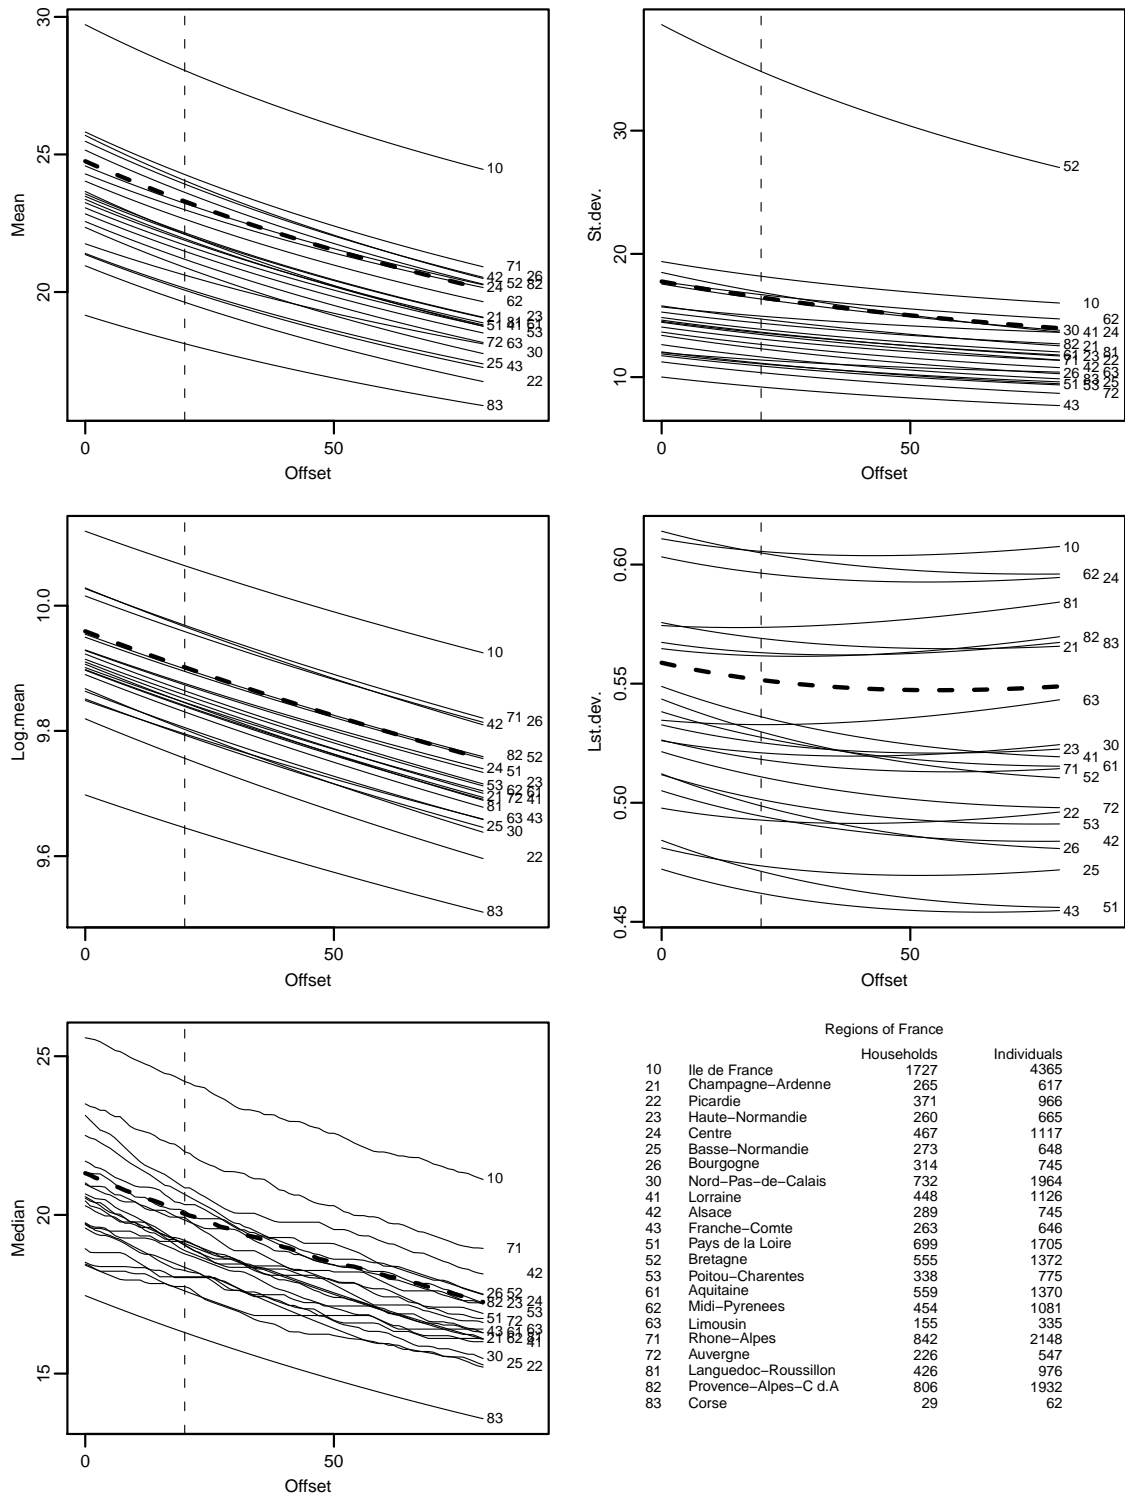 30
25
20
Mean
10
71
42 26
24 52 82
62
21 23
51 41 61
53
72 63
30
25 43
22
83
0 50
Offset
30
20
10
St.dev.
52
10
62
30 41 24
82 21
61 23 81
71 22
42
26 63
51 53 25
72
43
0 50
Offset
10.0
9.8
9.6
Log.mean
10
71 26
42
82 52
24 51
53 23
62 61
21 72 41
81
63 43
25 30
22
83
0 50
Offset
0.60
0.55
0.50
0.45
Lst.dev.
10
62 24
81
82
21 83
63
23 30
41
71 61
52
22 72
53
42
26
25
43 51
0 50
Offset
25
20
15
Median
10
71
42
26 52
82 23 24
53
51 72
43 61 63
21 62
41
30
25 22
83
0 50
Offset
Regions of France
Households Individuals
10 Ile de France 1727 4365
21 Champagne−Ardenne 265 617
22 Picardie 371 966
23 Haute−Normandie 260 665
24 Centre 467 1117
25 Basse−Normandie 273 648
26 Bourgogne 314 745
30 Nord−Pas−de−Calais 732 1964
41 Lorraine 448 1126
42 Alsace 289 745
43 Franche−Comte 263 646
51 Pays de la Loire 699 1705
52 Bretagne 555 1372
53 Poitou−Charentes 338 775
61 Aquitaine 559 1370
62 Midi−Pyrenees 454 1081
63 Limousin 155 335
71 Rhone−Alpes 842 2148
72 Auvergne 226 547
81 Languedoc−Roussillon 426 976
82 Provence−Alpes−C d.A 806 1932
83 Corse 29 62